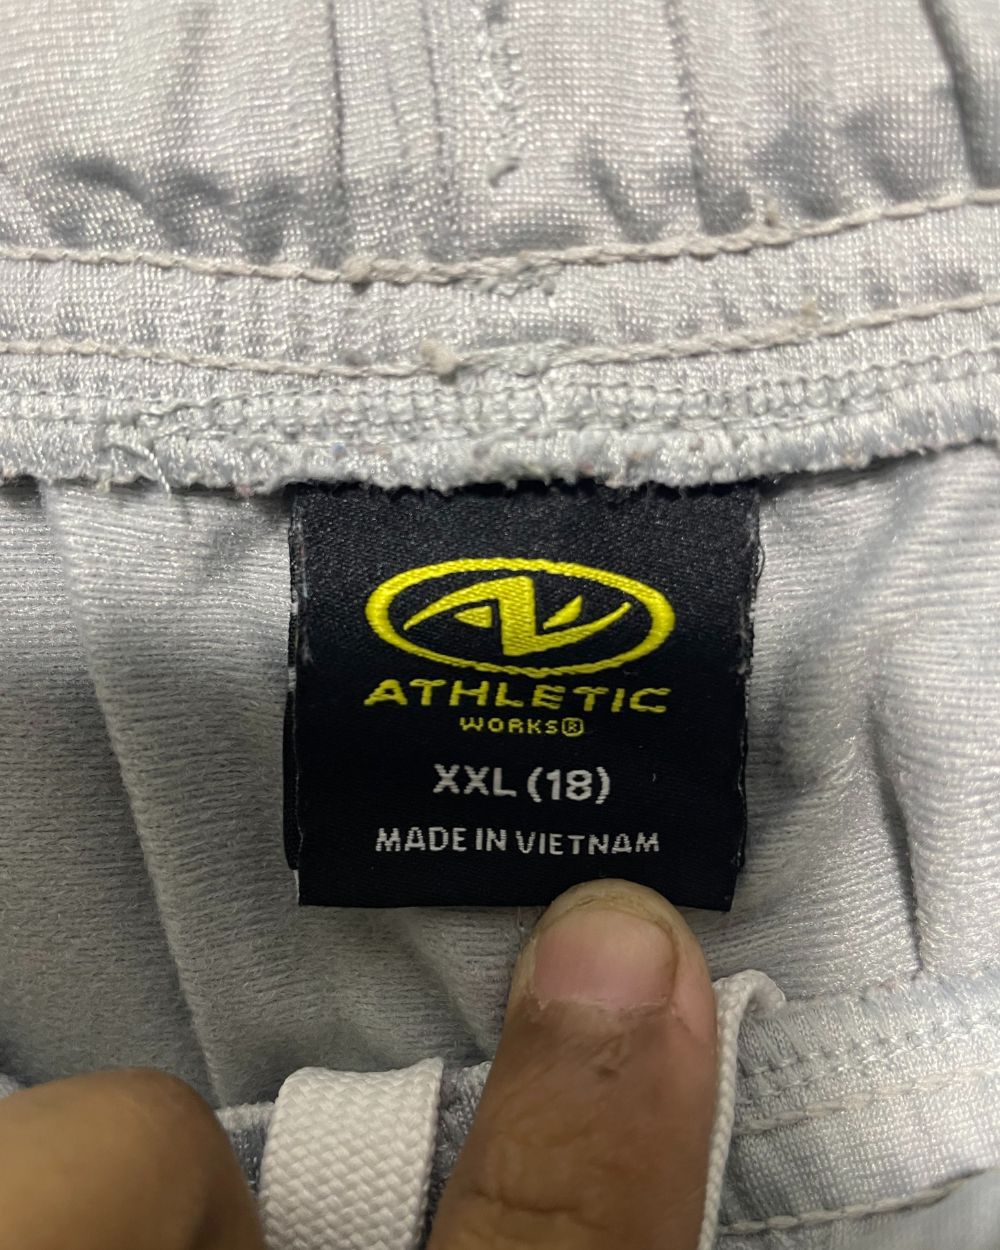 ATHLETIC
WORKS®
XXL (18)
MADE IN VIETNAM